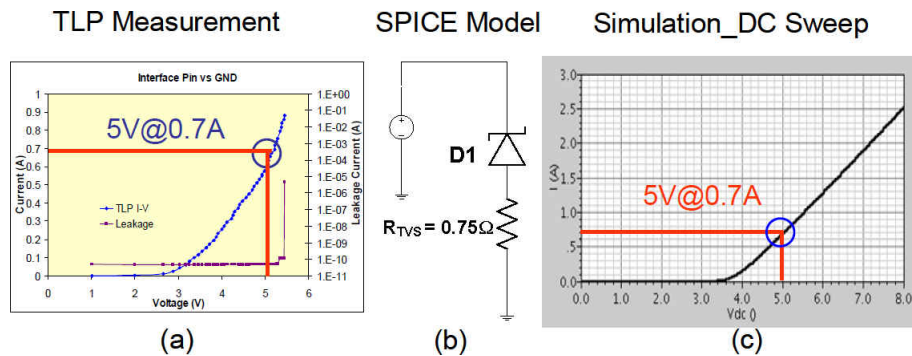 TLP Measurement
SPICE Model
Simulation_DC Sweep
Interface Pin vs GND
Current (A)
1
0.9
0.8
0.7
0.6
0.5
0.4
0.3
0.2
0.1
0
5V@0.7A
TLP I-V
Leakage
1.E+00
1.E-01
1.E-02
1.E-03
1.E-04
1.E-05
1.E-06
1.E-07
1.E-08
1.E-09
1.E-10
1.E-11
Leakage Current (A)
0 1 2 3 4 5 6
Voltage (V)
D1
RTVS = 0.75Ω
I (A)
3.0
2.5
2.0
1.5
1.0
.5
0.0
5V@0.7A
0.0 1.0 2.0 3.0 4.0 5.0 6.0 7.0 8.0
Vdc ()
(a)
(b)
(c)